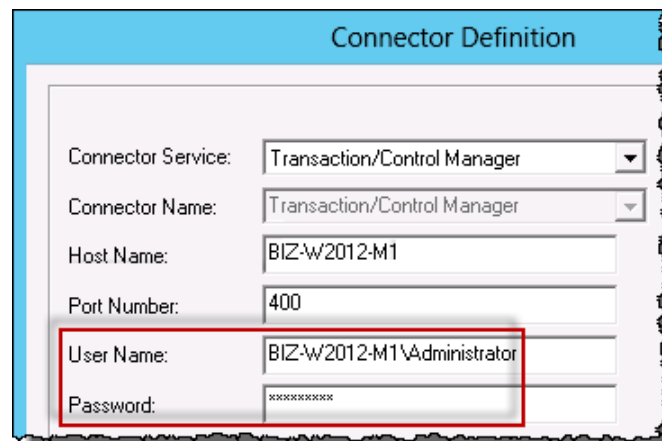 Connector Definition
Connector Service: Transaction/Control Manager
Connector Name: Transaction/Control Manager
Host Name: BIZ-W2012-M1
Port Number: 400
User Name: BIZ-W2012-M1\Administrator
Password: *********